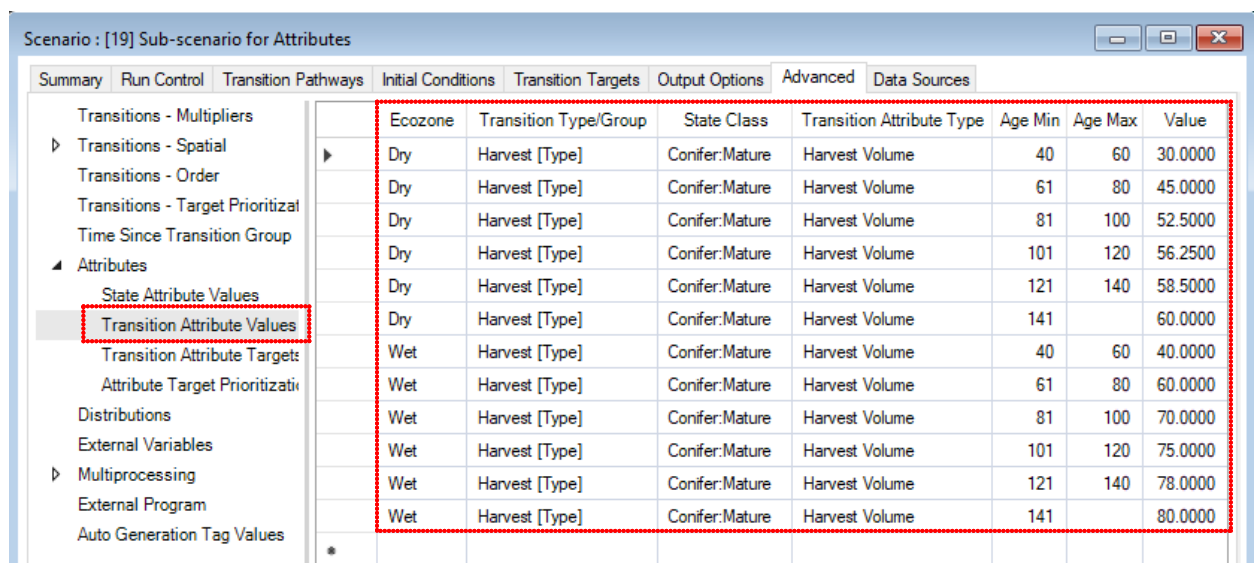 Scenario : [19] Sub-scenario for Attributes
Summary Run Control Transition Pathways Initial Conditions Transition Targets Output Options Advanced Data Sources
Transitions - Multipliers
Transitions - Spatial
Transitions - Order
Transitions - Target Prioritizat
Time Since Transition Group
Attributes
State Attribute Values
Transition Attribute Values
Transition Attribute Targets
Attribute Target Prioritizatio
Distributions
External Variables
Multiprocessing
External Program
Auto Generation Tag Values
Ecozone Transition Type/Group State Class Transition Attribute Type Age Min Age Max Value
Dry Harvest [Type] Conifer:Mature Harvest Volume 40 60 30.0000
Dry Harvest [Type] Conifer:Mature Harvest Volume 61 80 45.0000
Dry Harvest [Type] Conifer:Mature Harvest Volume 81 100 52.5000
Dry Harvest [Type] Conifer:Mature Harvest Volume 101 120 56.2500
Dry Harvest [Type] Conifer:Mature Harvest Volume 121 140 58.5000
Dry Harvest [Type] Conifer:Mature Harvest Volume 141 60.0000
Wet Harvest [Type] Conifer:Mature Harvest Volume 40 60 40.0000
Wet Harvest [Type] Conifer:Mature Harvest Volume 61 80 60.0000
Wet Harvest [Type] Conifer:Mature Harvest Volume 81 100 70.0000
Wet Harvest [Type] Conifer:Mature Harvest Volume 101 120 75.0000
Wet Harvest [Type] Conifer:Mature Harvest Volume 121 140 78.0000
Wet Harvest [Type] Conifer:Mature Harvest Volume 141 80.0000